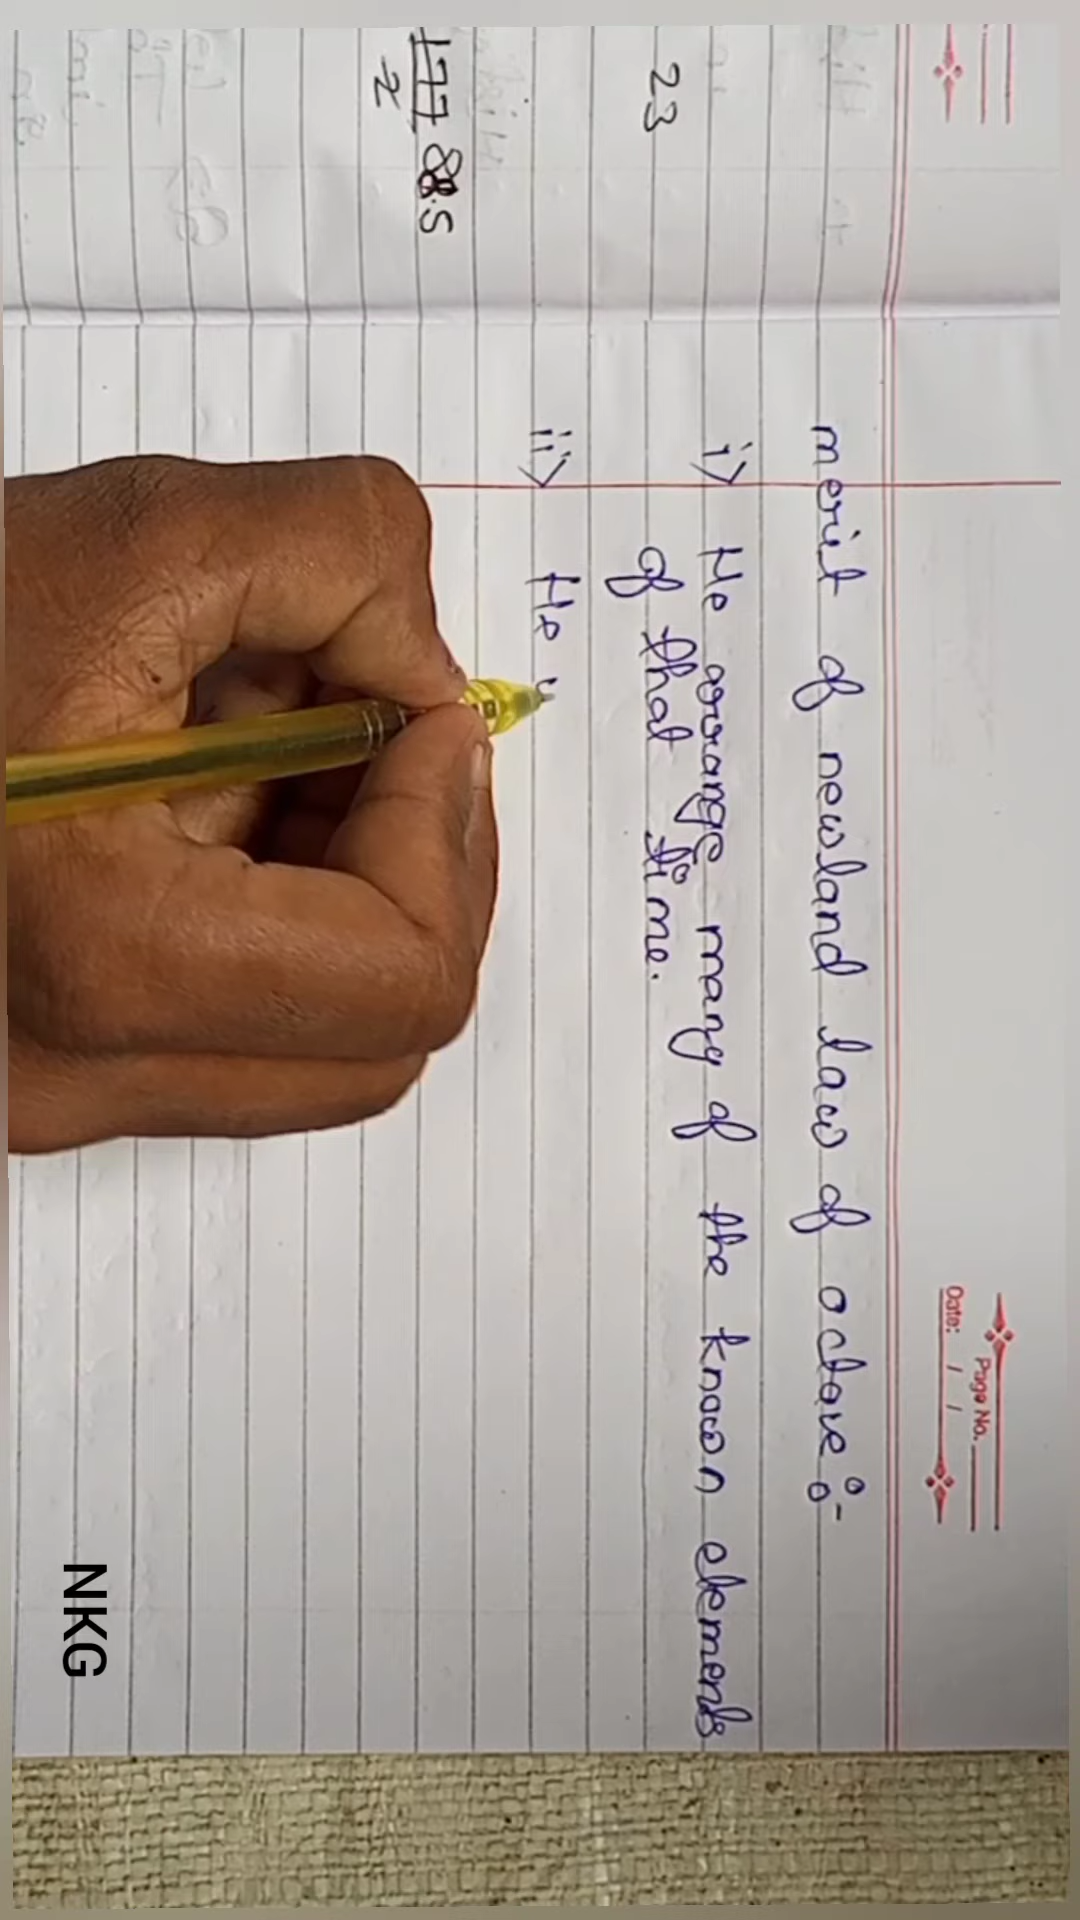 Page No.
Date: / /
merit of newland law of octave :-
i> He arrange many of the known elements
of that time.
ii> He
23
177 88.5
2
NKG